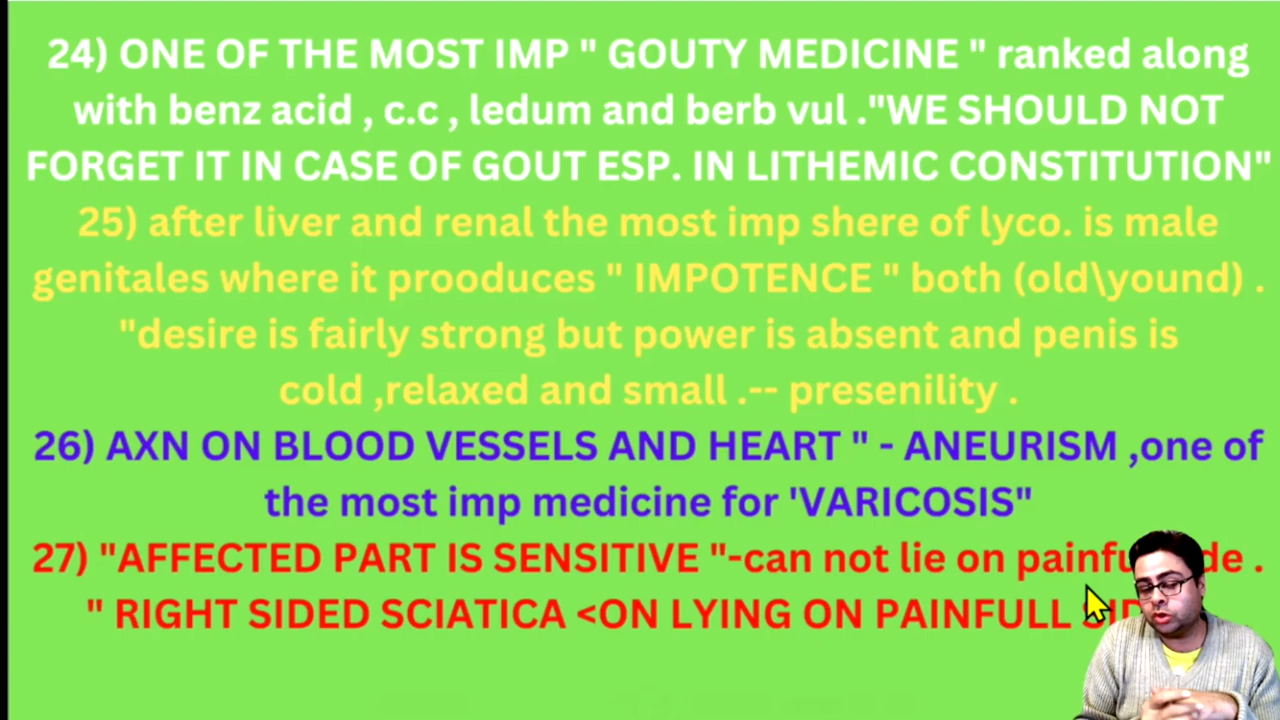 24) ONE OF THE MOST IMP " GOUTY MEDICINE " ranked along
with benz acid , c.c , ledum and berb vul ."WE SHOULD NOT
FORGET IT IN CASE OF GOUT ESP. IN LITHEMIC CONSTITUTION"
25) after liver and renal the most imp shere of lyco. is male
genitales where it prooduces " IMPOTENCE " both (old\yound) .
"desire is fairly strong but power is absent and penis is
cold ,relaxed and small .-- presenility .
26) AXN ON BLOOD VESSELS AND HEART " - ANEURISM ,one of
the most imp medicine for 'VARICOSIS"
27) "AFFECTED PART IS SENSITIVE "-can not lie on .
" RIGHT SIDED SCIATICA <ON LYING ON PAINFULL